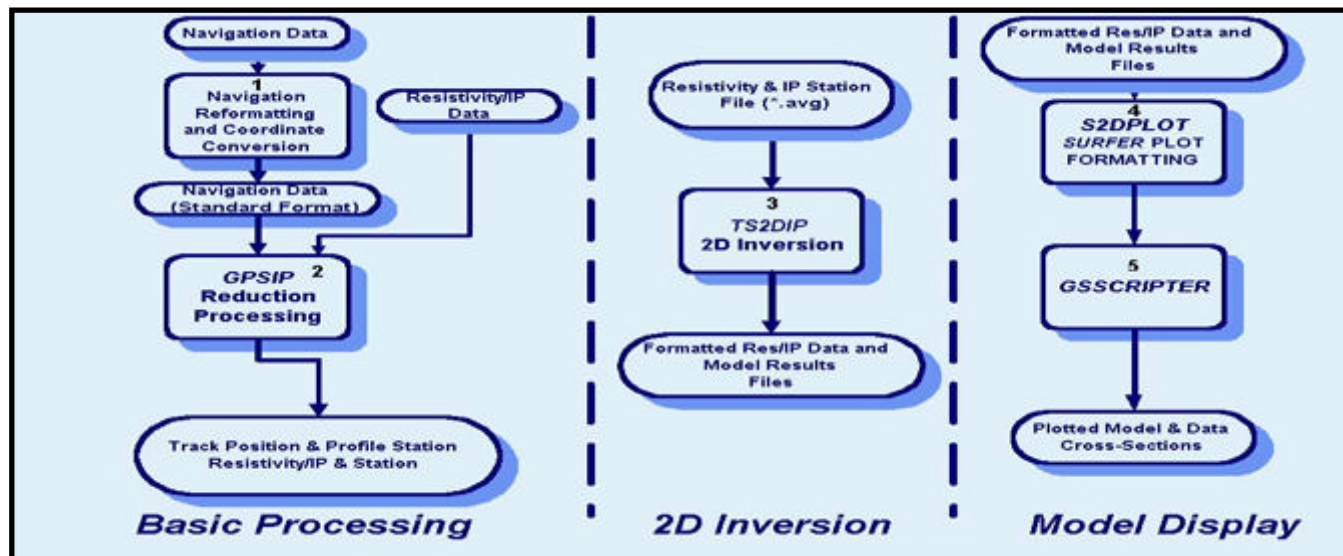 Navigation Data
1
Navigation
Reformatting
and Coordinate
Conversion
Resistivity/IP
Data
Navigation Data
(Standard Format)
GPSIP 2
Reduction
Processing
Track Position & Profile Station
Resistivity/IP & Station
Basic Processing
Resistivity & IP Station
File (*.avg)
3
TS2DIP
2D Inversion
Formatted Res/IP Data and
Model Results
Files
2D Inversion
Formatted Res/IP Data and
Model Results
Files
4
S2DPLOT
SURFER PLOT
FORMATTING
5
GSSCRIPTER
Plotted Model & Data
Cross-Sections
Model Display